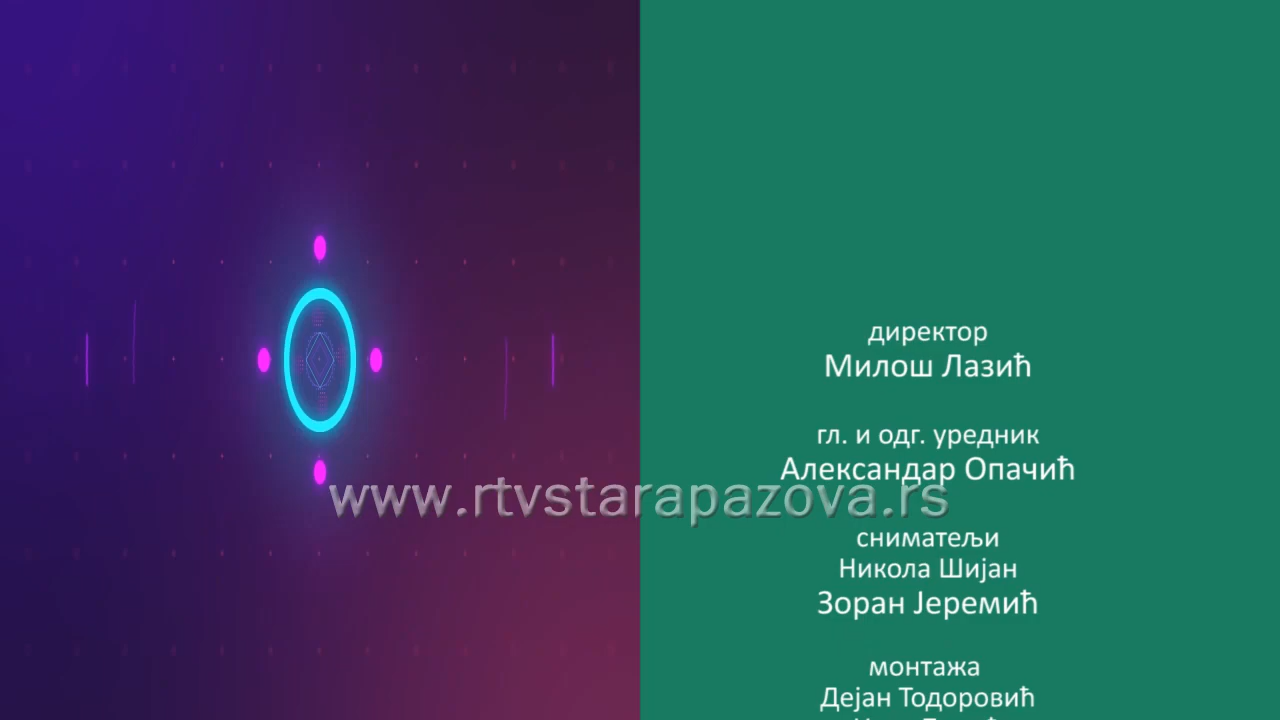 директор
Милош Лазић
гл. и одг. уредник
Александар Опачић
www.rtvstarapazova.rs
сниматељи
Никола Шијан
Зоран Јеремић
монтажа
Дејан Тодоровић